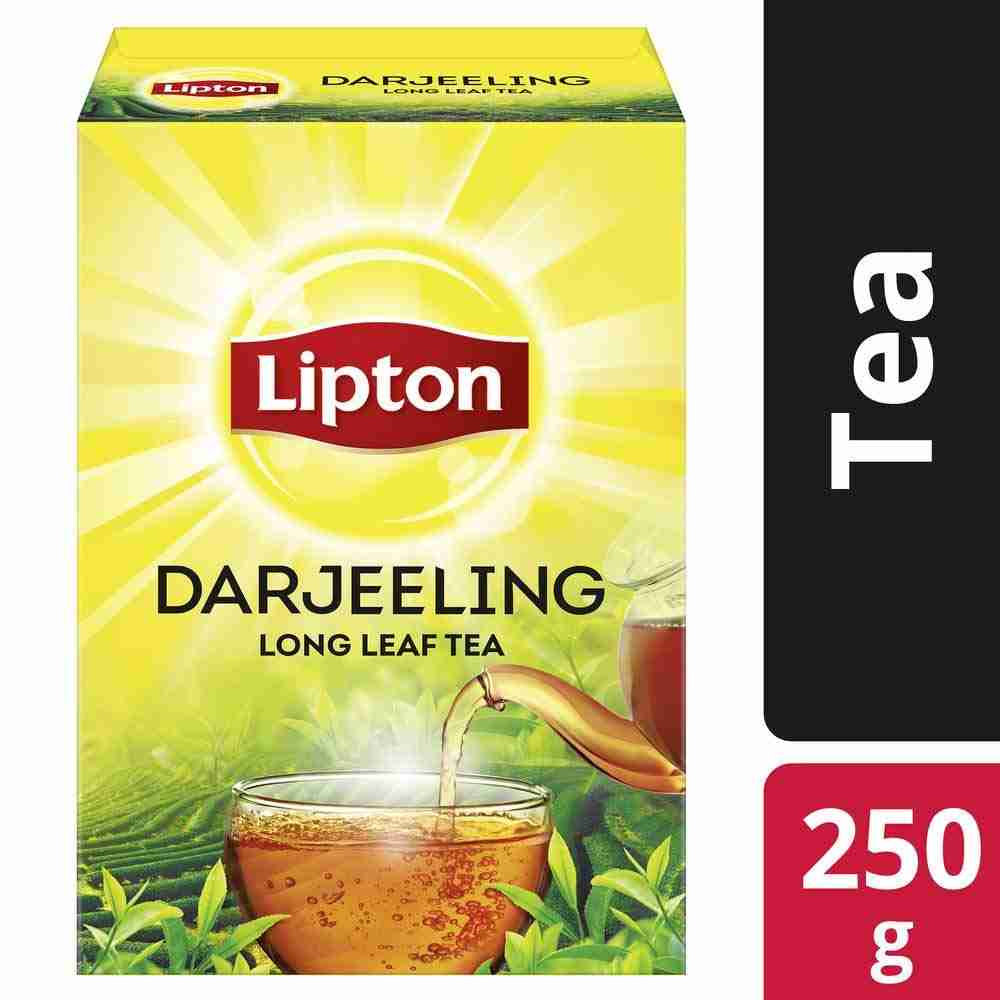 Lipton
DARJEELING
LONG LEAF TEA
Lipton
DARJEELING
LONG LEAF TEA
Tea
250
g